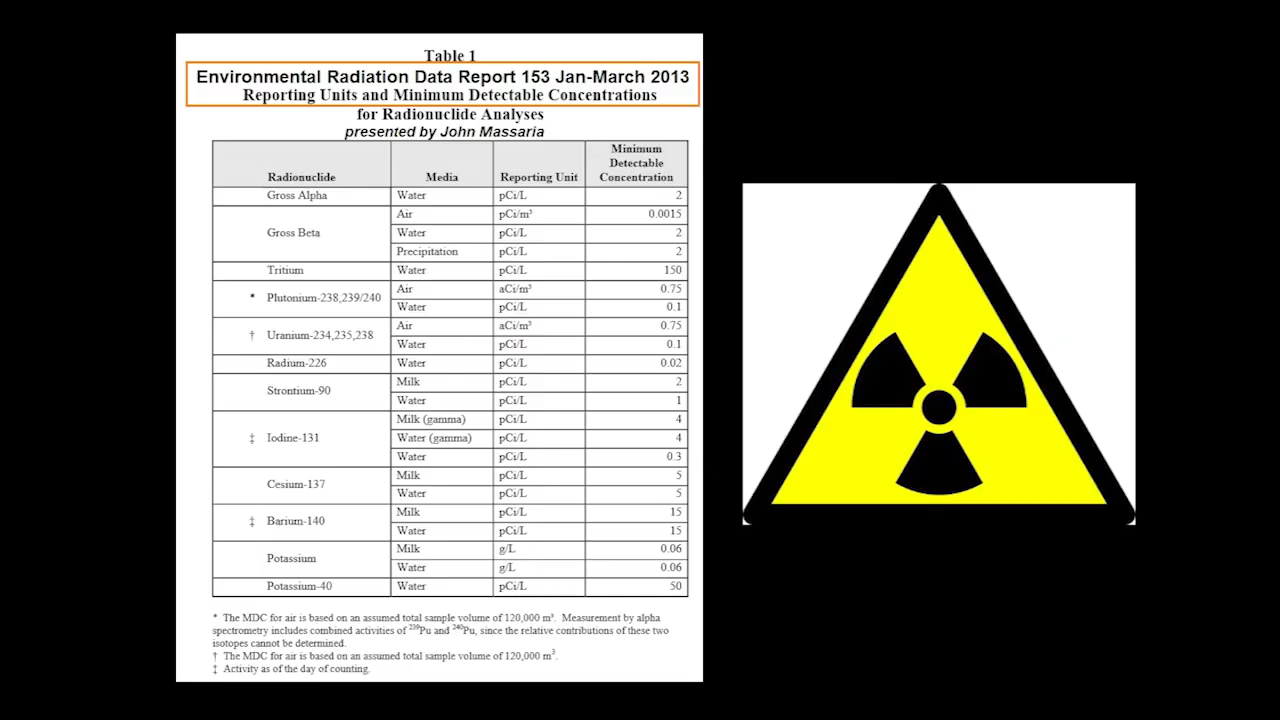 Table 1
Environmental Radiation Data Report 153 Jan-March 2013
Reporting Units and Minimum Detectable Concentrations
for Radionuclide Analyses
presented by John Massaria
Radionuclide Media Reporting Unit Minimum Detectable Concentration
Gross Alpha Water pCi/L 2
Gross Beta Air pCi/m³ 0.0015
Water pCi/L 2
Precipitation pCi/L 2
Tritium Water pCi/L 150
* Plutonium-238,239/240 Air aCi/m³ 0.75
Water pCi/L 0.1
† Uranium-234,235,238 Air aCi/m³ 0.75
Water pCi/L 0.1
Radium-226 Water pCi/L 0.02
Strontium-90 Milk pCi/L 2
Water pCi/L 1
‡ Iodine-131 Milk (gamma) pCi/L 4
Water (gamma) pCi/L 4
Water pCi/L 0.3
Cesium-137 Milk pCi/L 5
Water pCi/L 5
‡ Barium-140 Milk pCi/L 15
Water pCi/L 15
Potassium Milk g/L 0.06
Water g/L 0.06
Potassium-40 Water pCi/L 50
* The MDC for air is based on an assumed total sample volume of 120,000 m³. Measurement by alpha
spectrometry includes combined activities of ²³⁹Pu and ²⁴⁰Pu, since the relative contributions of these two
isotopes cannot be determined.
† The MDC for air is based on an assumed total sample volume of 120,000 m³.
‡ Activity as of the day of counting.